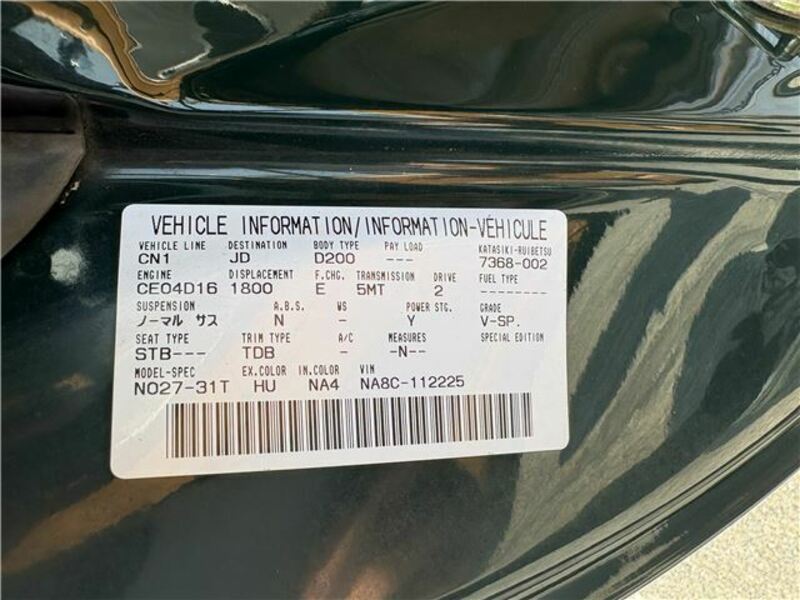 VEHICLE INFORMATION/INFORMATION-VÉHICULE
VEHICLE LINE DESTINATION BODY TYPE PAY LOAD KATASIKI-RUIBETSU
CN1 JD D200 --- 7368-002
ENGINE DISPLACEMENT F.CHG. TRANSMISSION DRIVE FUEL TYPE
CE04D16 1800 E 5MT 2 --------
SUSPENSION A.B.S. WS POWER STG. GRADE
ノーマル サス N - Y V-SP.
SEAT TYPE TRIM TYPE A/C MEASURES SPECIAL EDITION
STB--- TDB - -N--
MODEL-SPEC EX.COLOR IN.COLOR VIN
N027-31T HU NA4 NA8C-112225